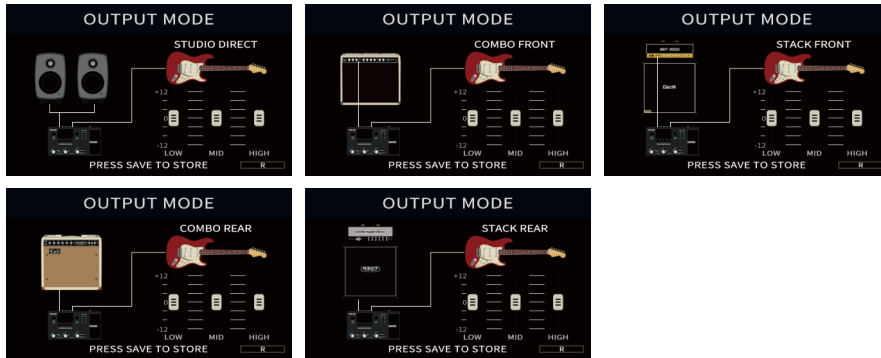 OUTPUT MODE
STUDIO DIRECT
+12
0
-12
LOW MID HIGH
PRESS SAVE TO STORE R
OUTPUT MODE
COMBO FRONT
+12
0
-12
LOW MID HIGH
PRESS SAVE TO STORE R
OUTPUT MODE
STACK FRONT
+12
0
-12
LOW MID HIGH
PRESS SAVE TO STORE R
OUTPUT MODE
COMBO REAR
+12
0
-12
LOW MID HIGH
PRESS SAVE TO STORE R
OUTPUT MODE
STACK REAR
+12
0
-12
LOW MID HIGH
PRESS SAVE TO STORE R